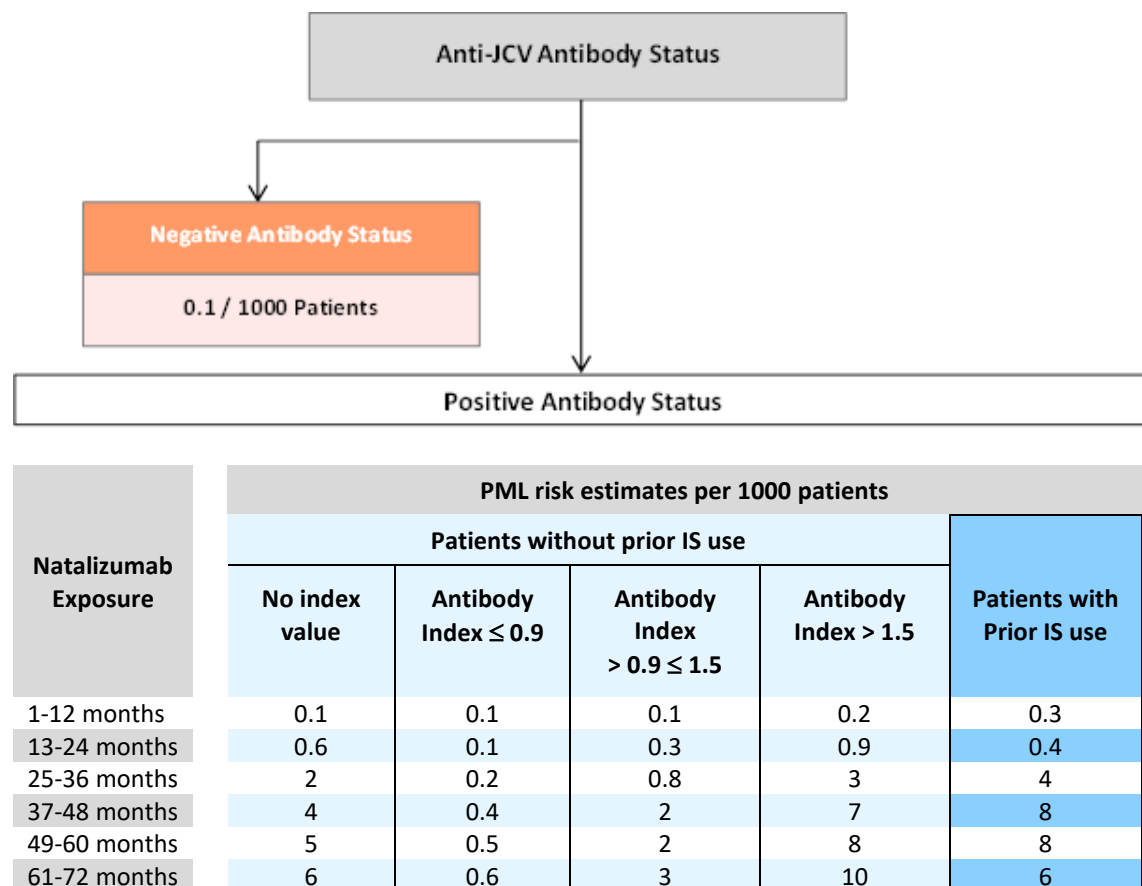 Anti-JCV Antibody Status
Negative Antibody Status
0.1 / 1000 Patients
Positive Antibody Status
Natalizumab
Exposure
PML risk estimates per 1000 patients
Patients without prior IS use
Patients with
Prior IS use
No index
value
Antibody
Index ≤ 0.9
Antibody
Index
> 0.9 ≤ 1.5
Antibody
Index > 1.5
1-12 months 0.1 0.1 0.1 0.2 0.3
13-24 months 0.6 0.1 0.3 0.9 0.4
25-36 months 2 0.2 0.8 3 4
37-48 months 4 0.4 2 7 8
49-60 months 5 0.5 2 8 8
61-72 months 6 0.6 3 10 6